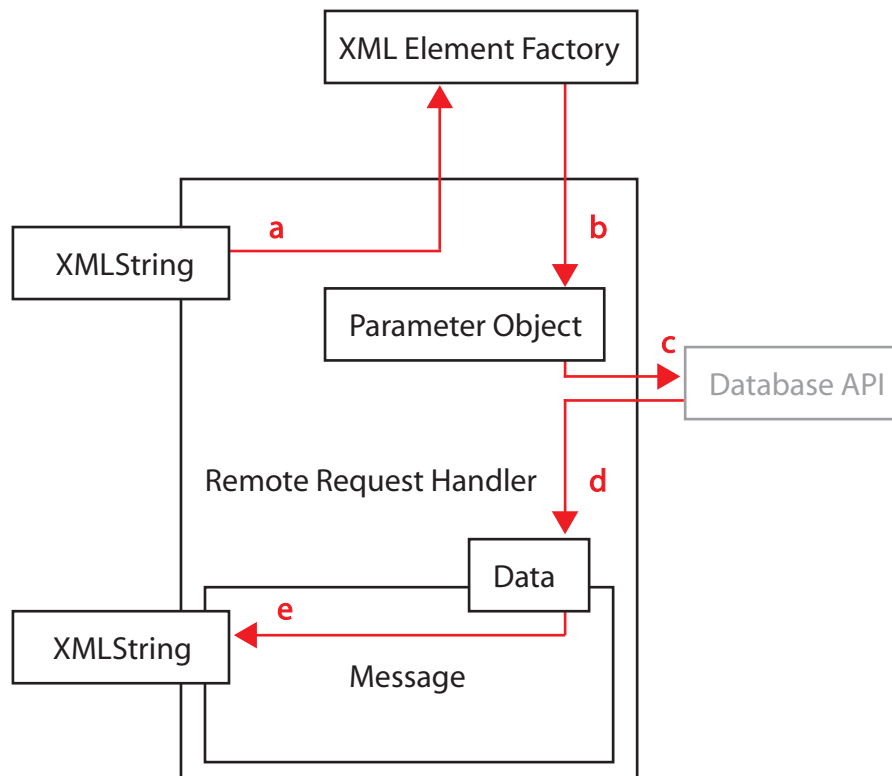 XML Element Factory
a
XMLString
b
Parameter Object
c
Database API
Remote Request Handler
d
Data
e
XMLString
Message